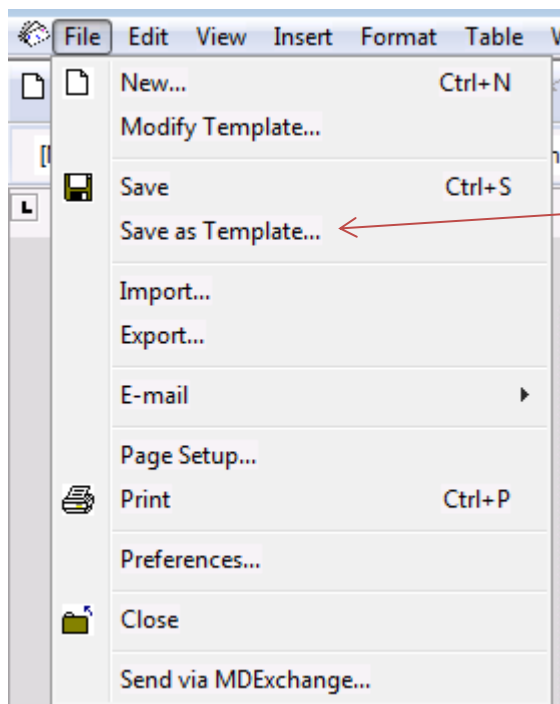 File Edit View Insert Format Table
New... Ctrl+N
Modify Template...
Save Ctrl+S
Save as Template...
Import...
Export...
E-mail
Page Setup...
Print Ctrl+P
Preferences...
Close
Send via MDExchange...